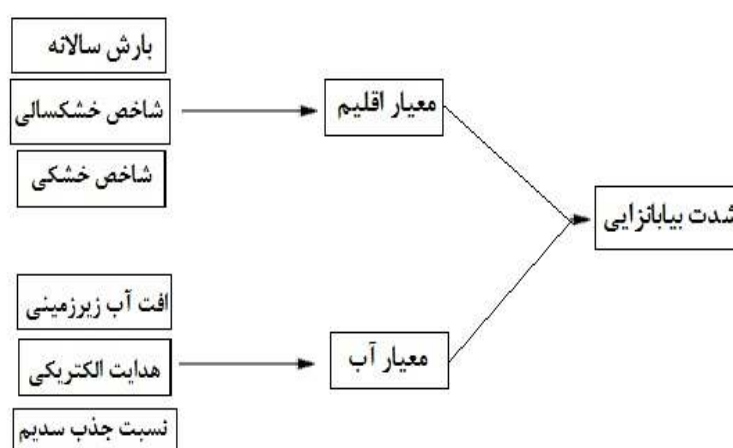 بارش سالانه
شاخص خشکسالی
شاخص خشکی
معیار اقلیم
شدت بیابانزایی
افت آب زیرزمینی
هدایت الکتریکی
نسبت جذب سدیم
معیار آب